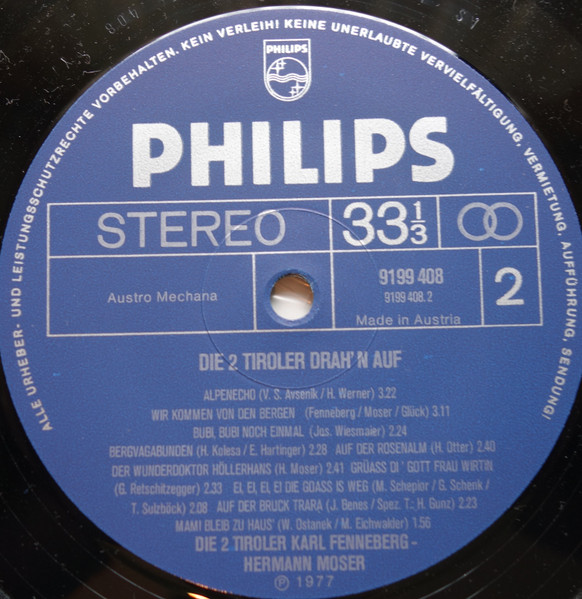 ALLE URHEBER- UND LEISTUNGSSCHUTZRECHTE VORBEHALTEN. KEIN VERLEIH! KEINE UNERLAUBTE VERVIELFÄLTIGUNG, VERMIETUNG, AUFFÜHRUNG, SENDUNG!
PHILIPS
PHILIPS
STEREO 33 1/3
Austro Mechana
9199 408
9199 408.2
2
Made in Austria
DIE 2 TIROLER DRAH'N AUF
ALPENECHO (V. S. Avsenik / H. Werner) 3.22
WIR KOMMEN VON DEN BERGEN (Fenneberg / Moser / Glück) 3.11
BUBI, BUBI NOCH EINMAL (Jos. Wiesmaier) 2.24
BERGVAGABUNDEN (H. Kolesa / E. Hartinger) 2.28 AUF DER ROSENALM (H. Otter) 2.40
DER WUNDERDOKTOR HÖLLERHANS (H. Moser) 2.41 GRÜASS DI' GOTT FRAU WIRTIN
(G. Retschitzegger) 2.33 EI, EI, EI, EI DIE GOASS IS WEG (M. Schepior / G. Schenk /
T. Sulzböck) 2.08 AUF DER BRUCK TRARA (J. Benes / Spez. T.: H. Gunz) 2.23
MAMI BLEIB ZU HAUS' (W. Ostanek / M. Eichwalder) 1.56
DIE 2 TIROLER KARL FENNEBERG -
HERMANN MOSER
Ⓟ 1977